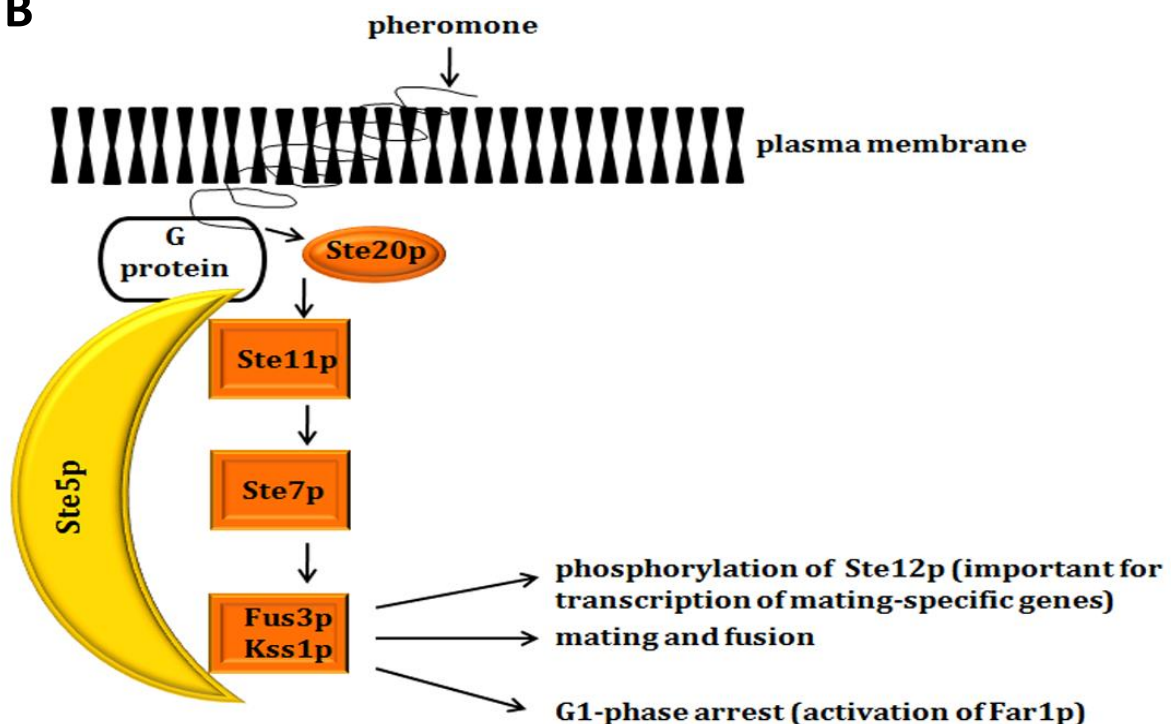 B
pheromone
plasma membrane
G
protein
Ste20p
Ste11p
Ste5p
Ste7p
Fus3p
Kss1p
phosphorylation of Ste12p (important for
transcription of mating-specific genes)
mating and fusion
G1-phase arrest (activation of Far1p)